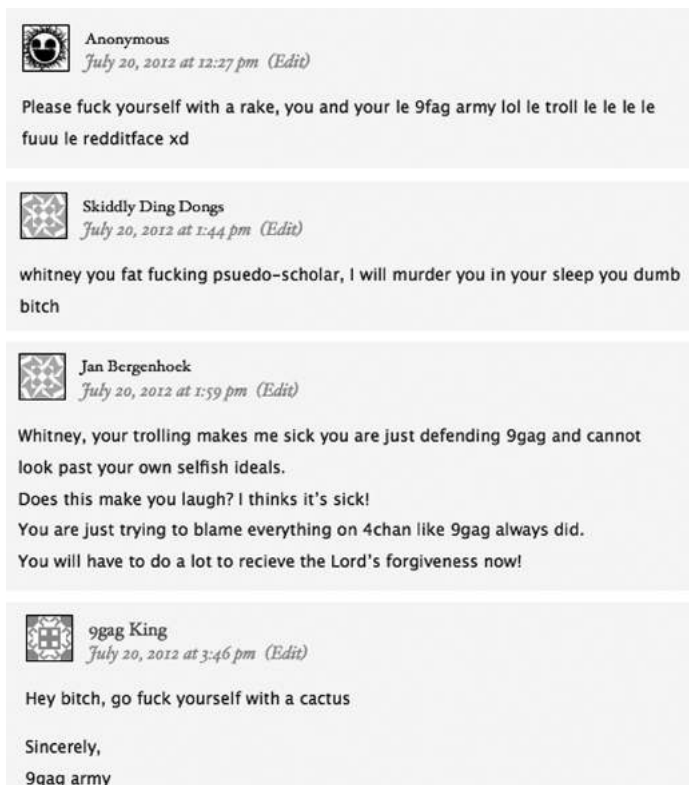 Anonymous
July 20, 2012 at 12:27 pm (Edit)
Please fuck yourself with a rake, you and your le 9fag army lol le troll le le le le
fuuu le redditface xd
Skiddly Ding Dongs
July 20, 2012 at 1:44 pm (Edit)
whitney you fat fucking psuedo-scholar, I will murder you in your sleep you dumb
bitch
Jan Bergenhoek
July 20, 2012 at 1:59 pm (Edit)
Whitney, your trolling makes me sick you are just defending 9gag and cannot
look past your own selfish ideals.
Does this make you laugh? I thinks it's sick!
You are just trying to blame everything on 4chan like 9gag always did.
You will have to do a lot to recieve the Lord's forgiveness now!
9gag King
July 20, 2012 at 3:46 pm (Edit)
Hey bitch, go fuck yourself with a cactus
Sincerely,
9gag army